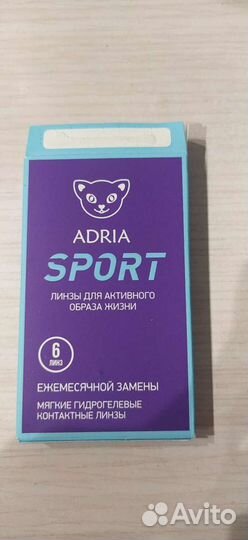 ADRIA
SPORT
ЛИНЗЫ ДЛЯ АКТИВНОГО
ОБРАЗА ЖИЗНИ
6
ЛИНЗ
ЕЖЕМЕСЯЧНОЙ ЗАМЕНЫ
МЯГКИЕ ГИДРОГЕЛЕВЫЕ
КОНТАКТНЫЕ ЛИНЗЫ
Avito